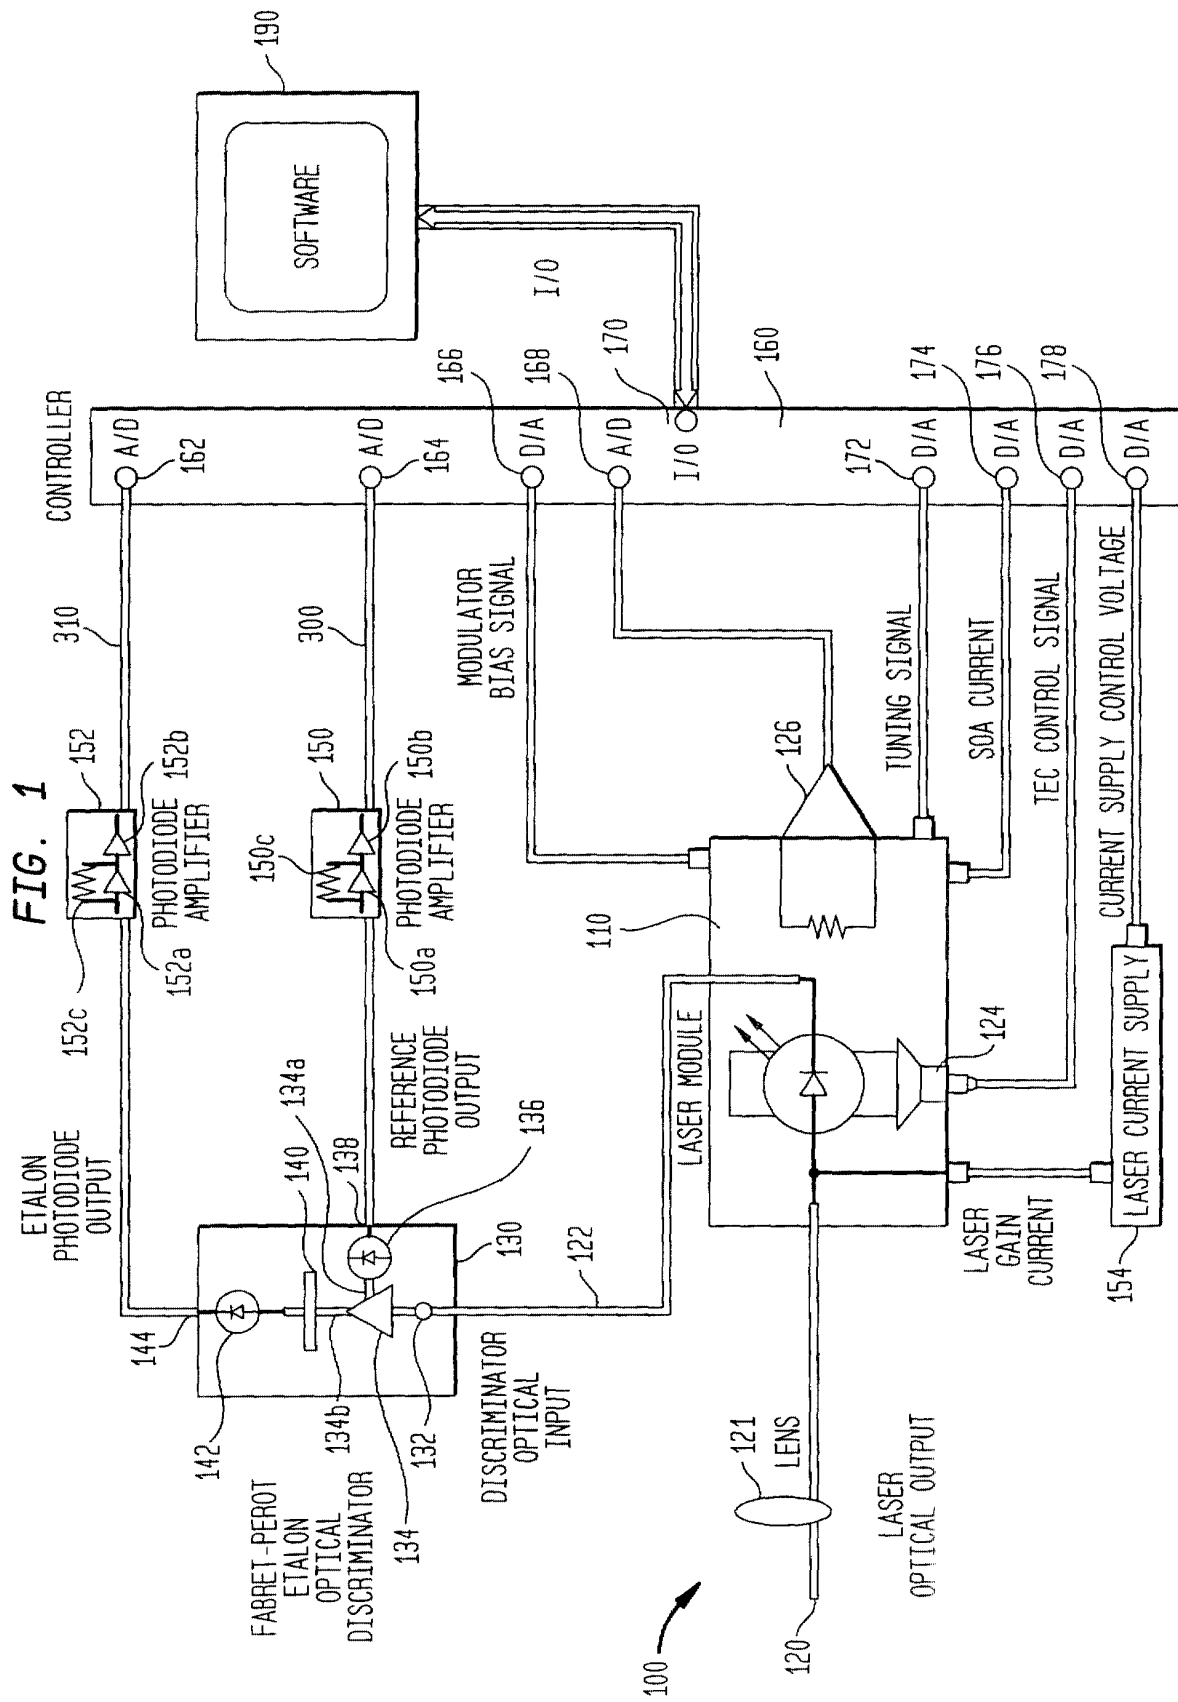 FIG. 1
ETALON
PHOTODIODE
OUTPUT
152c
152a
PHOTODIODE
AMPLIFIER
152
152b
310
CONTROLLER
A/D
162
190
SOFTWARE
I/O
144
142
140
138
134a
136
134b
134
132
130
FABRET-PEROT
ETALON
OPTICAL
DISCRIMINATOR
DISCRIMINATOR
OPTICAL
INPUT
122
REFERENCE
PHOTODIODE
OUTPUT
150c
150a
PHOTODIODE
AMPLIFIER
150
150b
300
A/D
164
MODULATOR
BIAS SIGNAL
D/A
166
A/D
168
I/O
170
160
LASER MODULE
110
126
124
TUNING SIGNAL
172
D/A
SOA CURRENT
D/A
174
TEC CONTROL SIGNAL
D/A
176
CURRENT SUPPLY CONTROL VOLTAGE
D/A
178
LASER
GAIN
CURRENT
154
LASER CURRENT SUPPLY
121
LENS
LASER
OPTICAL OUTPUT
100
120